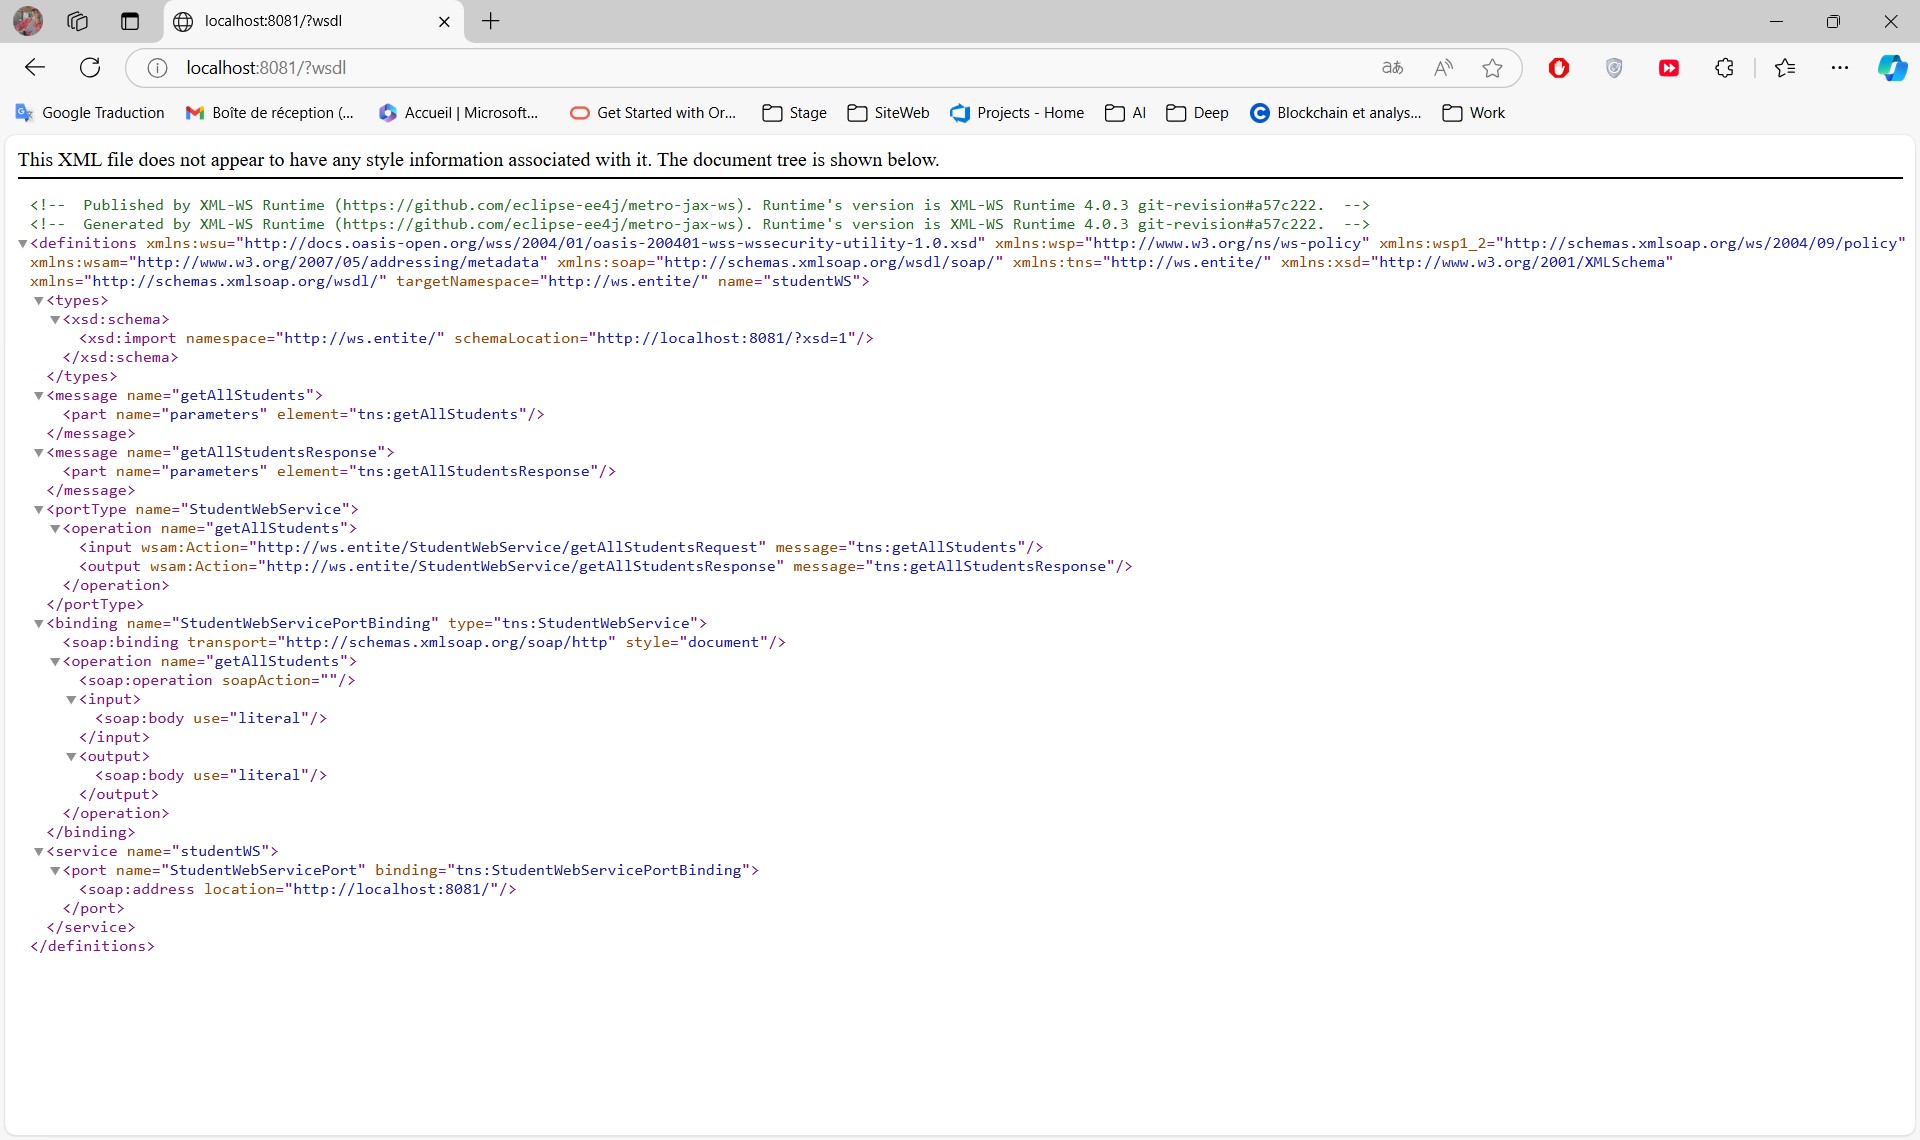 localhost:8081/?wsdl
localhost:8081/?wsdl
Google Traduction Boîte de réception (... Accueil | Microsoft... Get Started with Or... Stage SiteWeb Projects - Home AI Deep Blockchain et analys... Work
This XML file does not appear to have any style information associated with it. The document tree is shown below.
<!-- Published by XML-WS Runtime (https://github.com/eclipse-ee4j/metro-jax-ws). Runtime's version is XML-WS Runtime 4.0.3 git-revision#a57c222. -->
<!-- Generated by XML-WS Runtime (https://github.com/eclipse-ee4j/metro-jax-ws). Runtime's version is XML-WS Runtime 4.0.3 git-revision#a57c222. -->
<definitions xmlns:wsu="http://docs.oasis-open.org/wss/2004/01/oasis-200401-wss-wssecurity-utility-1.0.xsd" xmlns:wsp="http://www.w3.org/ns/ws-policy" xmlns:wsp1_2="http://schemas.xmlsoap.org/ws/2004/09/policy"
xmlns:wsam="http://www.w3.org/2007/05/addressing/metadata" xmlns:soap="http://schemas.xmlsoap.org/wsdl/soap/" xmlns:tns="http://ws.entite/" xmlns:xsd="http://www.w3.org/2001/XMLSchema"
xmlns="http://schemas.xmlsoap.org/wsdl/" targetNamespace="http://ws.entite/" name="studentWS">
<types>
<xsd:schema>
<xsd:import namespace="http://ws.entite/" schemaLocation="http://localhost:8081/?xsd=1"/>
</xsd:schema>
</types>
<message name="getAllStudents">
<part name="parameters" element="tns:getAllStudents"/>
</message>
<message name="getAllStudentsResponse">
<part name="parameters" element="tns:getAllStudentsResponse"/>
</message>
<portType name="StudentWebService">
<operation name="getAllStudents">
<input wsam:Action="http://ws.entite/StudentWebService/getAllStudentsRequest" message="tns:getAllStudents"/>
<output wsam:Action="http://ws.entite/StudentWebService/getAllStudentsResponse" message="tns:getAllStudentsResponse"/>
</operation>
</portType>
<binding name="StudentWebServicePortBinding" type="tns:StudentWebService">
<soap:binding transport="http://schemas.xmlsoap.org/soap/http" style="document"/>
<operation name="getAllStudents">
<soap:operation soapAction=""/>
<input>
<soap:body use="literal"/>
</input>
<output>
<soap:body use="literal"/>
</output>
</operation>
</binding>
<service name="studentWS">
<port name="StudentWebServicePort" binding="tns:StudentWebServicePortBinding">
<soap:address location="http://localhost:8081/"/>
</port>
</service>
</definitions>